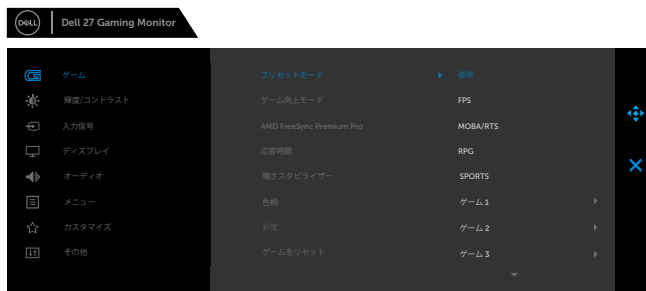 DELL
Dell 27 Gaming Monitor
ゲーム
プリセットモード
標準
輝度/コントラスト
ゲーム向上モード
FPS
入力信号
AMD FreeSync Premium Pro
MOBA/RTS
ディスプレイ
応答時間
RPG
オーディオ
暗さスタビライザー
SPORTS
メニュー
色相
ゲーム 1
カスタマイズ
彩度
ゲーム 2
その他
ゲームをリセット
ゲーム 3